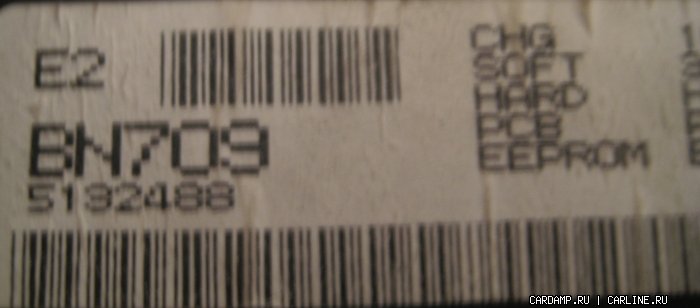 E2
BN709
5192488
CHG
SOFT
HARD
PCB
EEPROM
CARDAMP.RU | CARLINE.RU